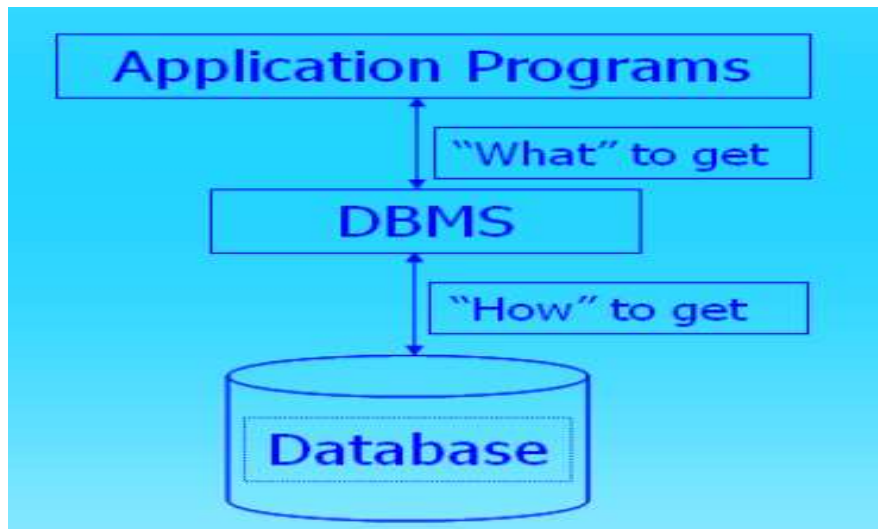 Application Programs
“What” to get
DBMS
“How” to get
Database